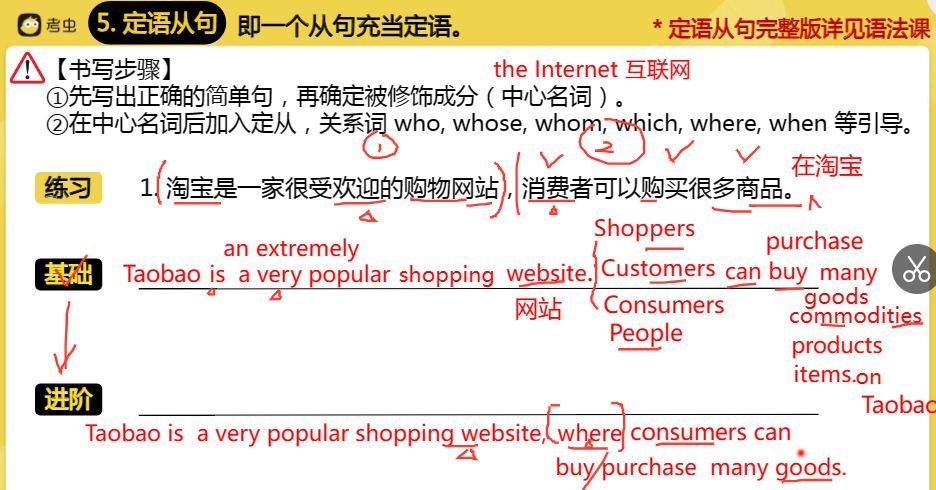 考虫 5. 定语从句 即一个从句充当定语。 * 定语从句完整版详见语法课
【书写步骤】 the Internet 互联网
①先写出正确的简单句，再确定被修饰成分（中心名词）。
②在中心名词后加入定从，关系词 who, whose, whom, which, where, when 等引导。
① ②
在淘宝
练习 1. 淘宝是一家很受欢迎的购物网站，消费者可以购买很多商品。
Shoppers
an extremely purchase
基础 Taobao is a very popular shopping website. Customers can buy many
goods
网站 Consumers commodities
People products
items.on
进阶 Taobao
Taobao is a very popular shopping website, where consumers can
buy/purchase many goods.